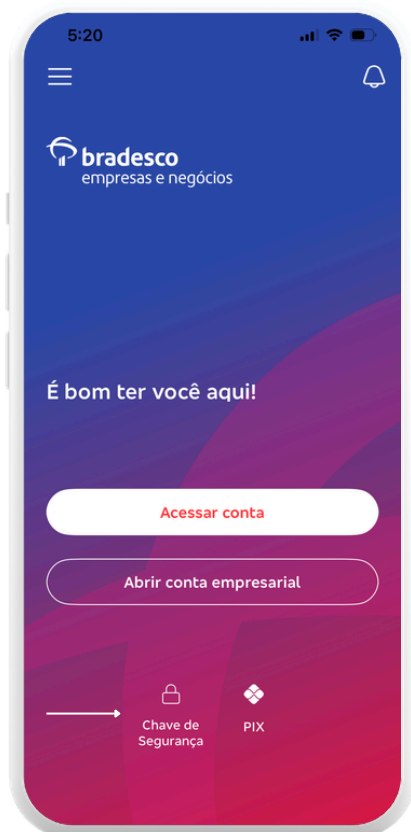 5:20
bradesco
empresas e negócios
É bom ter você aqui!
Acessar conta
Abrir conta empresarial
Chave de
Segurança
PIX